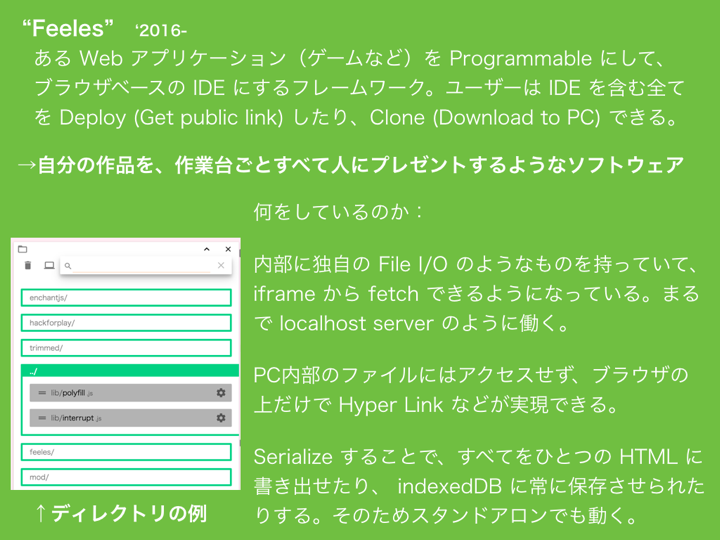 “Feeles” ‘2016-
ある Web アプリケーション（ゲームなど）を Programmable にして、
ブラウザベースの IDE にするフレームワーク。ユーザーは IDE を含む全て
を Deploy (Get public link) したり、Clone (Download to PC) できる。
→自分の作品を、作業台ごとすべて人にプレゼントするようなソフトウェア
何をしているのか：
内部に独自の File I/O のようなものを持っていて、
iframe から fetch できるようになっている。まる
で localhost server のように働く。
PC内部のファイルにはアクセスせず、ブラウザの
上だけで Hyper Link などが実現できる。
Serialize することで、すべてをひとつの HTML に
書き出せたり、 indexedDB に常に保存させられた
りする。そのためスタンドアロンでも動く。
enchantjs/
hackforplay/
trimmed/
../
lib/polyfill.js
lib/interrupt.js
feeles/
mod/
↑ディレクトリの例